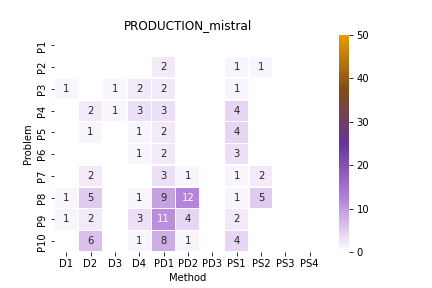 PRODUCTION_mistral
P1
P2 2 1 1
P3 1 1 2 2 1
P4 2 1 3 3 4
P5 1 1 2 4
P6 1 2 3
P7 2 3 1 1 2
P8 1 5 1 9 12 1 5
P9 1 2 3 11 4 2
P10 6 1 8 1 4
D1 D2 D3 D4 PD1 PD2 PD3 PS1 PS2 PS3 PS4
Method
Problem
50
40
30
20
10
0